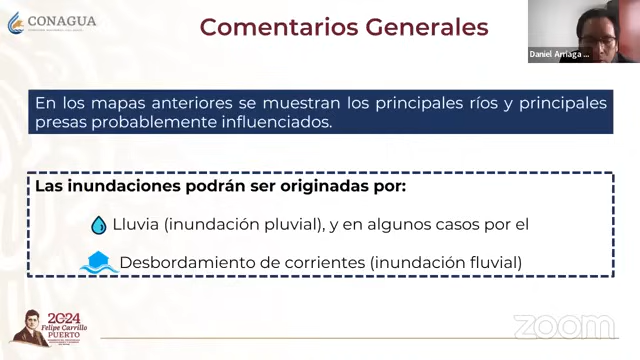 CONAGUA
Comentarios Generales
Daniel Arriaga ...
En los mapas anteriores se muestran los principales ríos y principales
presas probablemente influenciados.
Las inundaciones podrán ser originadas por:
Lluvia (inundación pluvial), y en algunos casos por el
Desbordamiento de corrientes (inundación fluvial)
2024
Felipe Carrillo
PUERTO
zoom